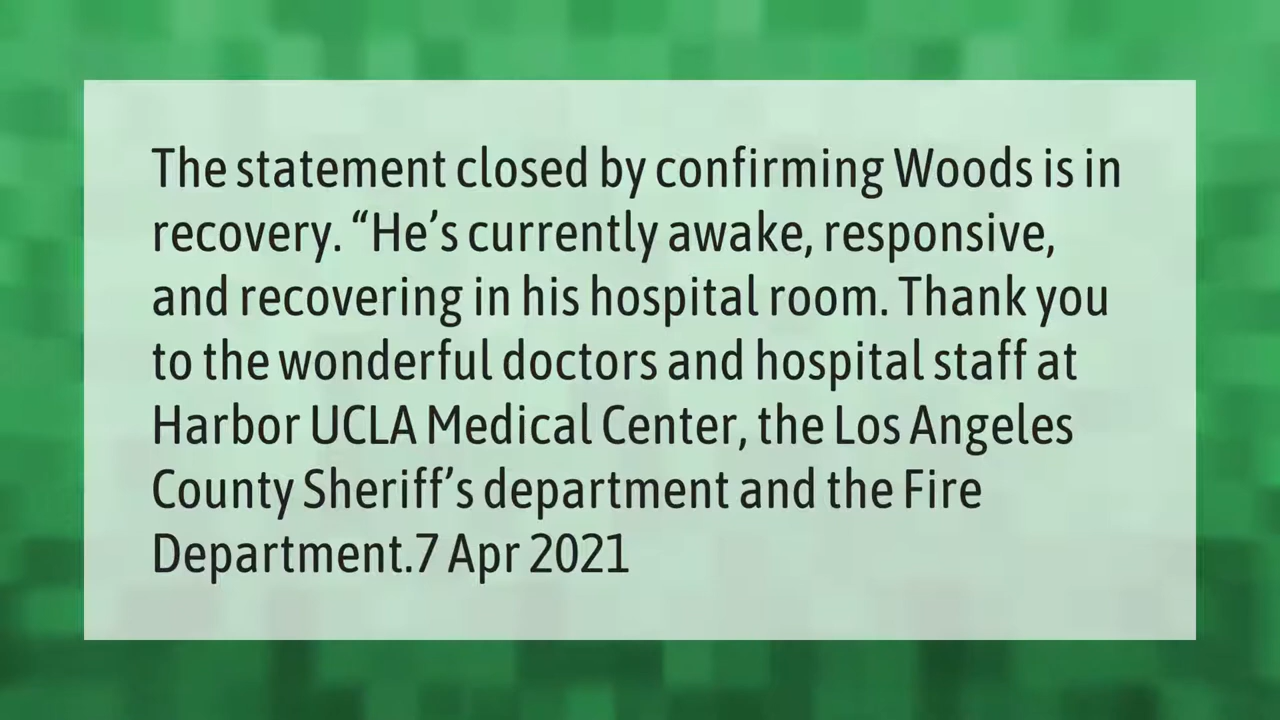 The statement closed by confirming Woods is in
recovery. “He’s currently awake, responsive,
and recovering in his hospital room. Thank you
to the wonderful doctors and hospital staff at
Harbor UCLA Medical Center, the Los Angeles
County Sheriff’s department and the Fire
Department.7 Apr 2021